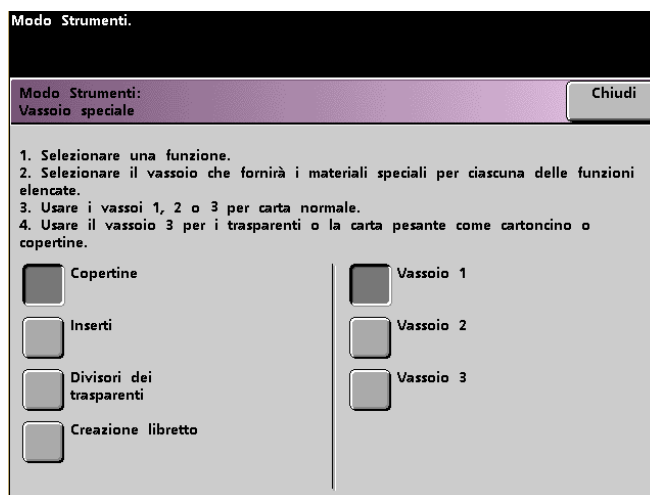 Modo Strumenti.
Modo Strumenti:
Vassoio speciale
Chiudi
1. Selezionare una funzione.
2. Selezionare il vassoio che fornirà i materiali speciali per ciascuna delle funzioni
elencate.
3. Usare i vassoi 1, 2 o 3 per carta normale.
4. Usare il vassoio 3 per i trasparenti o la carta pesante come cartoncino o
copertine.
Copertine
Inserti
Divisori dei
trasparenti
Creazione libretto
Vassoio 1
Vassoio 2
Vassoio 3